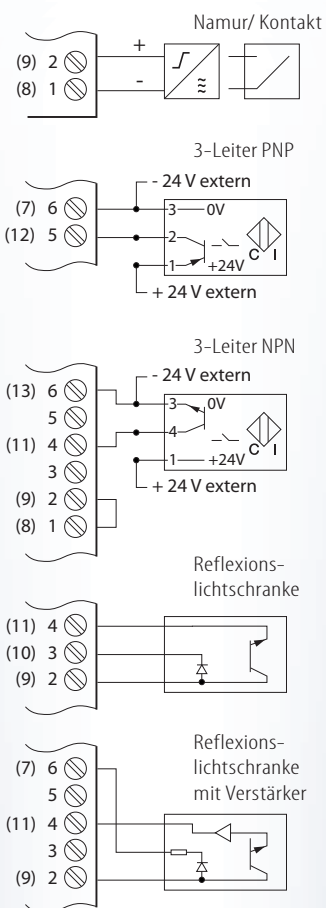 Namur/ Kontakt
+
(9) 2
(8) 1
-
3-Leiter PNP
- 24 V extern
(7) 6
3
0V
(12) 5
2
1
+24V
C I
+ 24 V extern
3-Leiter NPN
- 24 V extern
(13) 6
3
0V
5
(11) 4
4
3
1
+24V
C I
(9) 2
+ 24 V extern
(8) 1
Reflexions-
lichtschranke
(11) 4
(10) 3
(9) 2
Reflexions-
lichtschranke
mit Verstärker
(7) 6
5
(11) 4
3
(9) 2